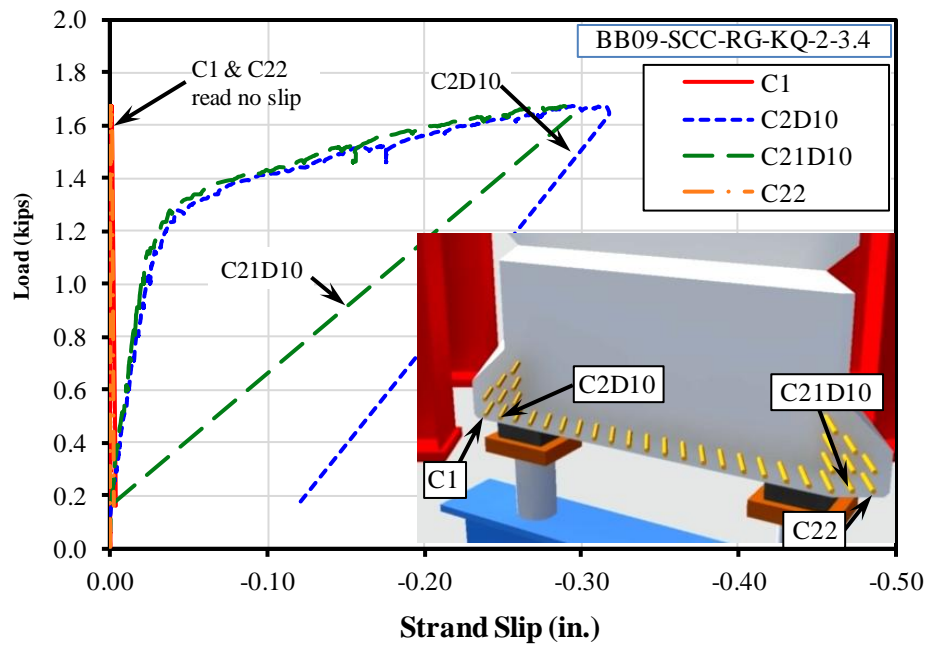 BB09-SCC-RG-KQ-2-3.4
C1
C2D10
C21D10
C22
C1 & C22
read no slip
C2D10
C21D10
C2D10
C21D10
C1
C22
Load (kips)
2.0
1.8
1.6
1.4
1.2
1.0
0.8
0.6
0.4
0.2
0.0
0.00
-0.10
-0.20
-0.30
-0.40
-0.50
Strand Slip (in.)